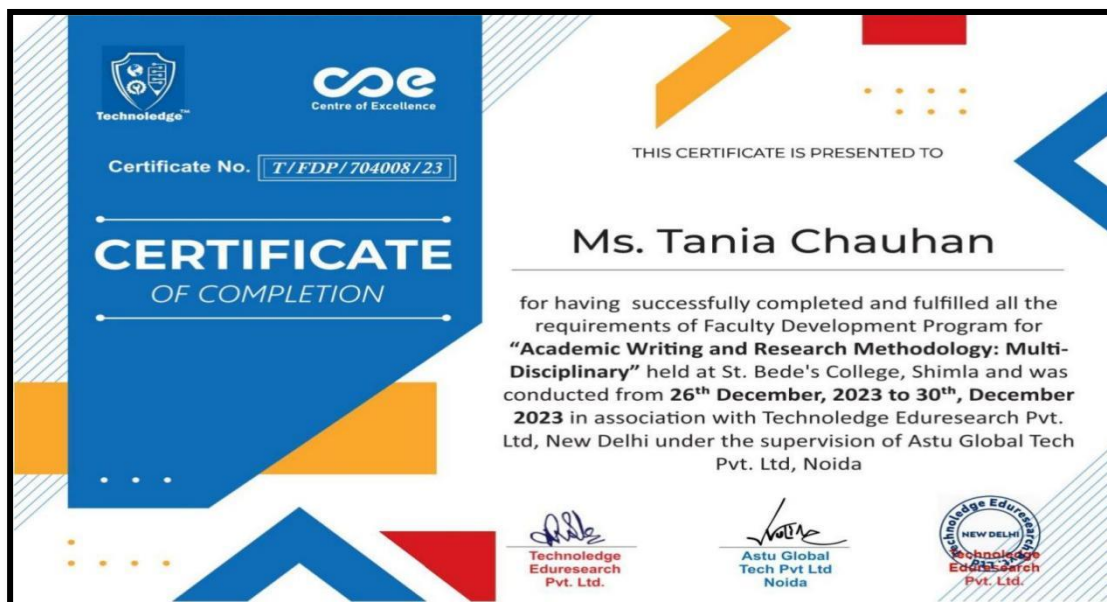 Technoledge™
coe
Centre of Excellence
Certificate No. T/FDP/704008/23
CERTIFICATE
OF COMPLETION
THIS CERTIFICATE IS PRESENTED TO
Ms. Tania Chauhan
for having successfully completed and fulfilled all the
requirements of Faculty Development Program for
“Academic Writing and Research Methodology: Multi-
Disciplinary” held at St. Bede's College, Shimla and was
conducted from 26th December, 2023 to 30th, December
2023 in association with Technoledge Eduresearch Pvt.
Ltd, New Delhi under the supervision of Astu Global Tech
Pvt. Ltd, Noida
Technoledge
Eduresearch
Pvt. Ltd.
Astu Global
Tech Pvt Ltd
Noida
Technoledge Eduresearch
NEW DELHI
Technoledge
Eduresearch
Pvt. Ltd.